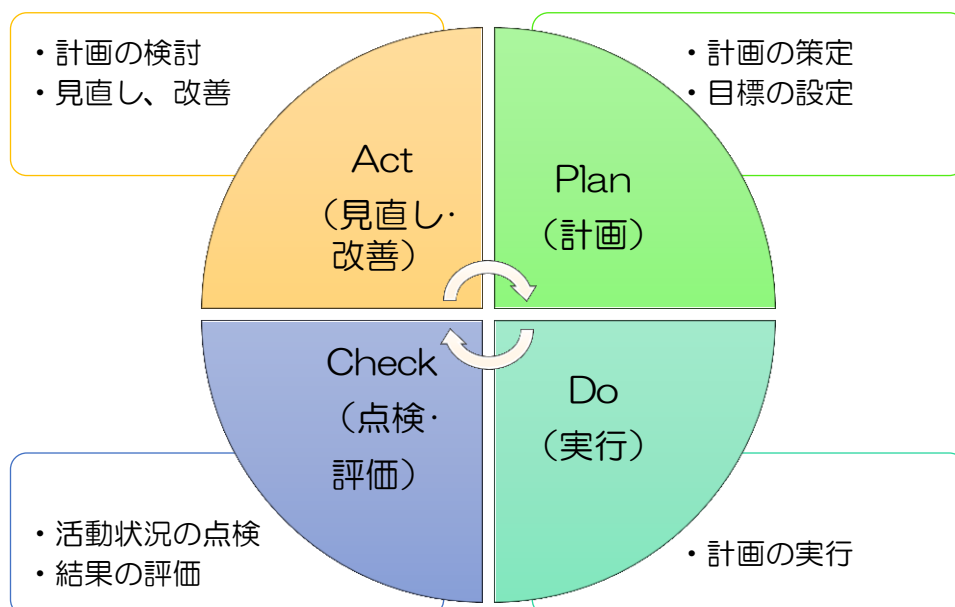 ・計画の検討
・見直し、改善
・計画の策定
・目標の設定
Act
（見直し・
改善）
Plan
（計画）
Check
（点検・
評価）
Do
（実行）
・活動状況の点検
・結果の評価
・計画の実行